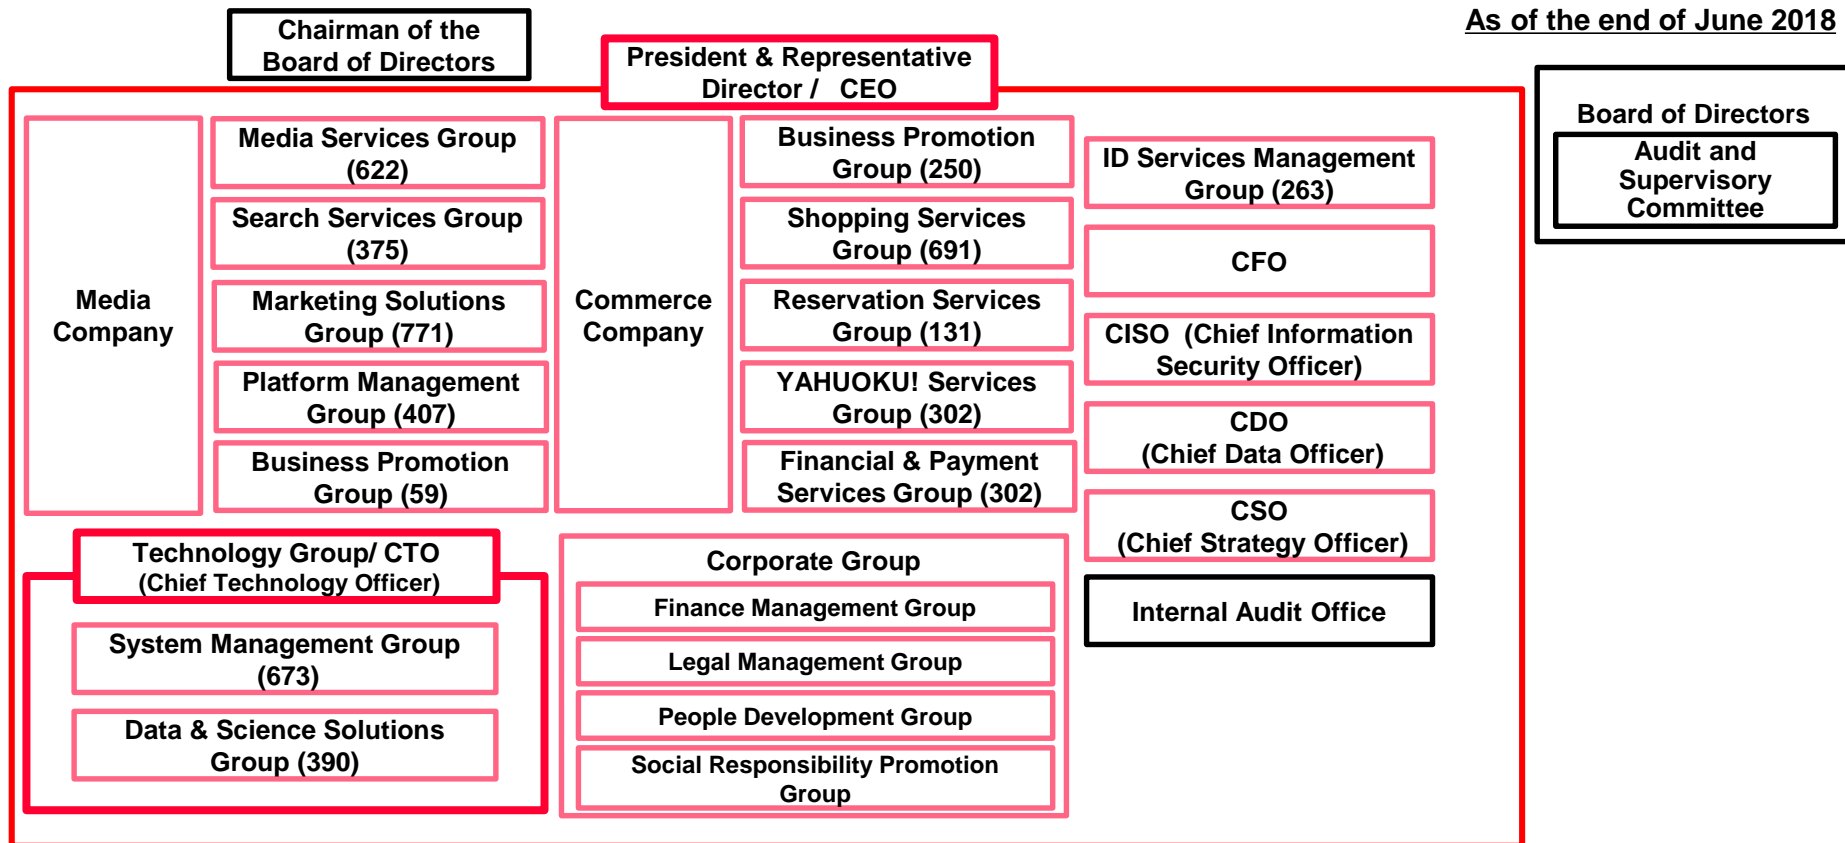 As of the end of June 2018
Chairman of the
Board of Directors
President & Representative
Director / CEO
Board of Directors
Audit and
Supervisory
Committee
Media
Company
Media Services Group
(622)
Search Services Group
(375)
Marketing Solutions
Group (771)
Platform Management
Group (407)
Business Promotion
Group (59)
Commerce
Company
Business Promotion
Group (250)
Shopping Services
Group (691)
Reservation Services
Group (131)
YAHUOKU! Services
Group (302)
Financial & Payment
Services Group (302)
ID Services Management
Group (263)
CFO
CISO (Chief Information
Security Officer)
CDO
(Chief Data Officer)
CSO
(Chief Strategy Officer)
Internal Audit Office
Technology Group/ CTO
(Chief Technology Officer)
System Management Group
(673)
Data & Science Solutions
Group (390)
Corporate Group
Finance Management Group
Legal Management Group
People Development Group
Social Responsibility Promotion
Group